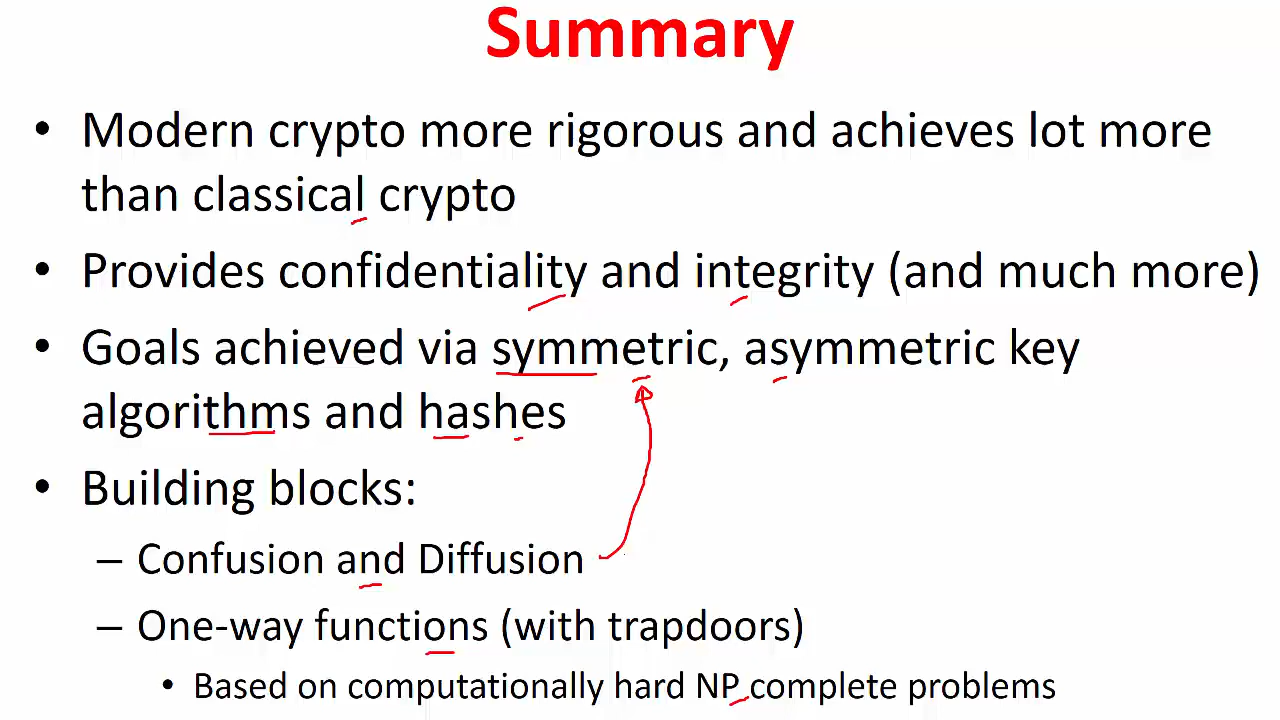 Summary
• Modern crypto more rigorous and achieves lot more
than classical crypto
• Provides confidentiality and integrity (and much more)
• Goals achieved via symmetric, asymmetric key
algorithms and hashes
• Building blocks:
– Confusion and Diffusion
– One-way functions (with trapdoors)
• Based on computationally hard NP complete problems